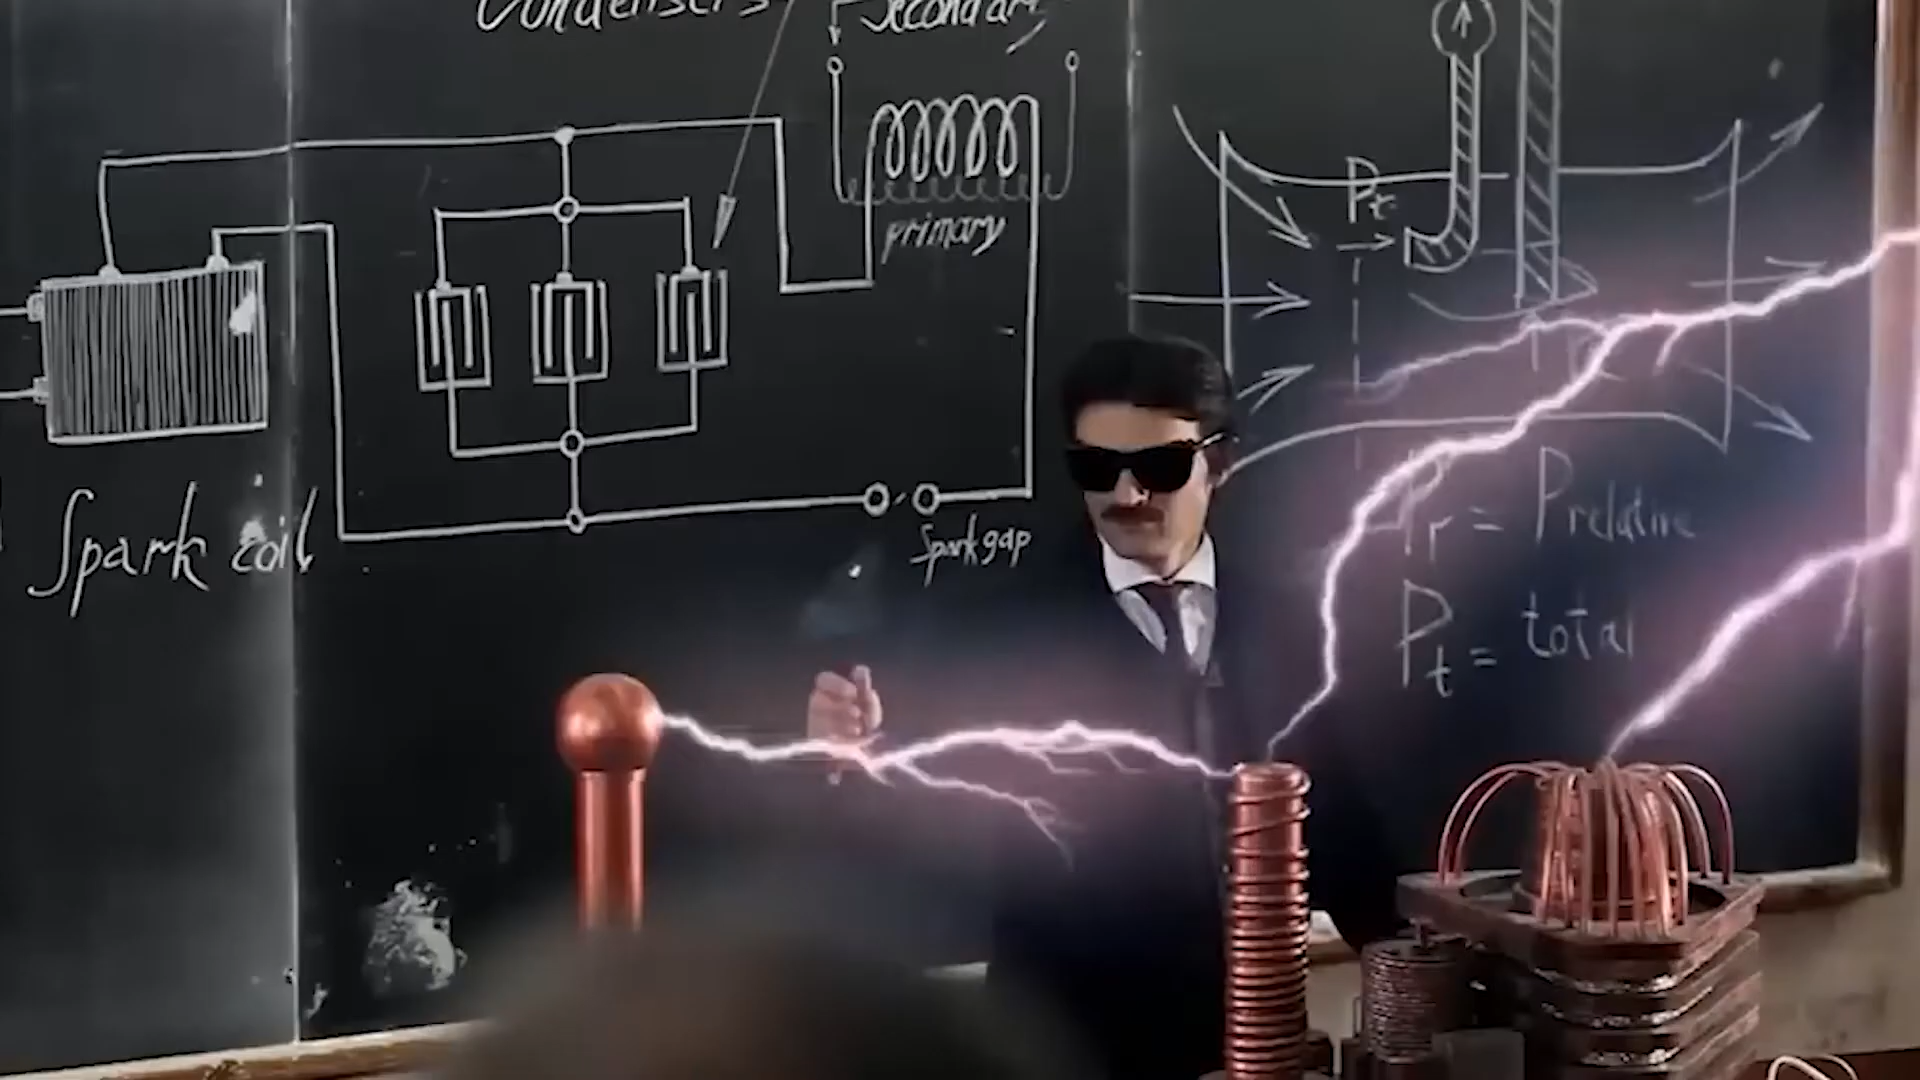 Condensers
Secondary
primary
Pt
Spark coil
Spark gap
Pr = Prelative
Pt = total